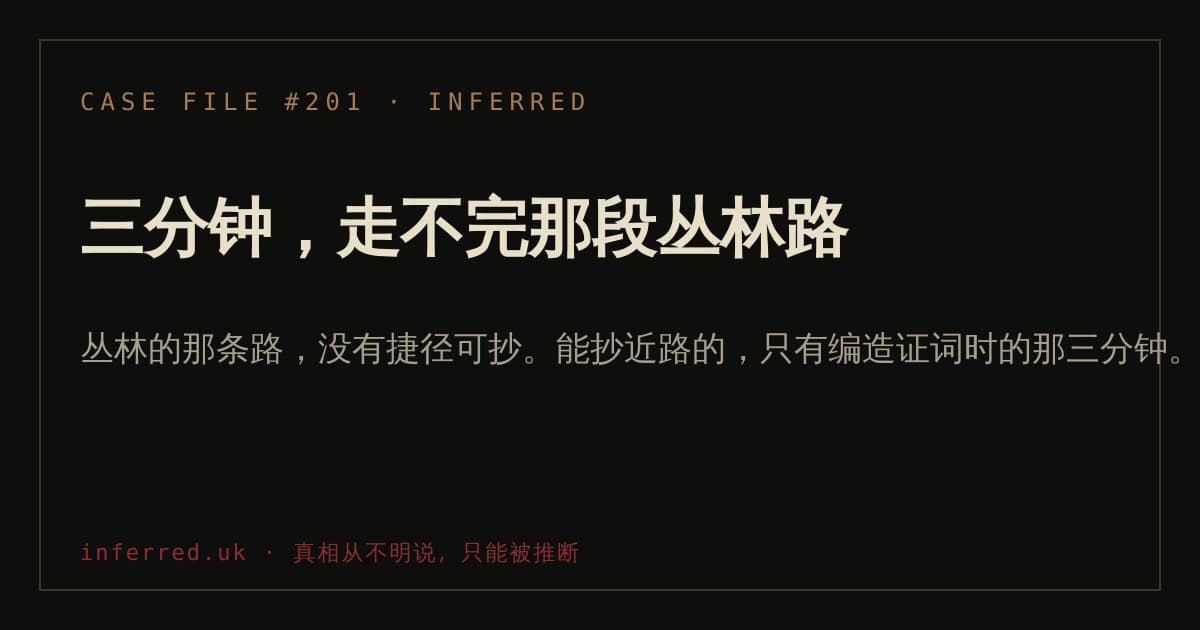 CASE FILE #201 · INFERRED
三分钟，走不完那段丛林路
丛林的那条路，没有捷径可抄。能抄近路的，只有编造证词时的那三分钟。
inferred.uk · 真相从不明说，只能被推断